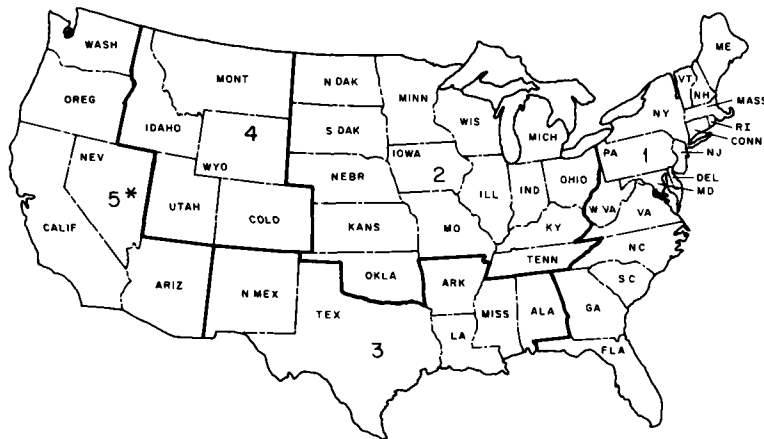 WASH
MONT
N DAK
MINN
ME
VT
NH
OREG
IDAHO
4
WYO
S DAK
WIS
MICH
NY
MASS
RI
CONN
NEV
5*
UTAH
COLO
NEBR
IOWA
2
ILL
IND
OHIO
PA
1
NJ
DEL
MD
CALIF
KANS
MO
KY
W VA
VA
ARIZ
N MEX
OKLA
ARK
TENN
NC
SC
TEX
3
LA
MISS
ALA
GA
FLA